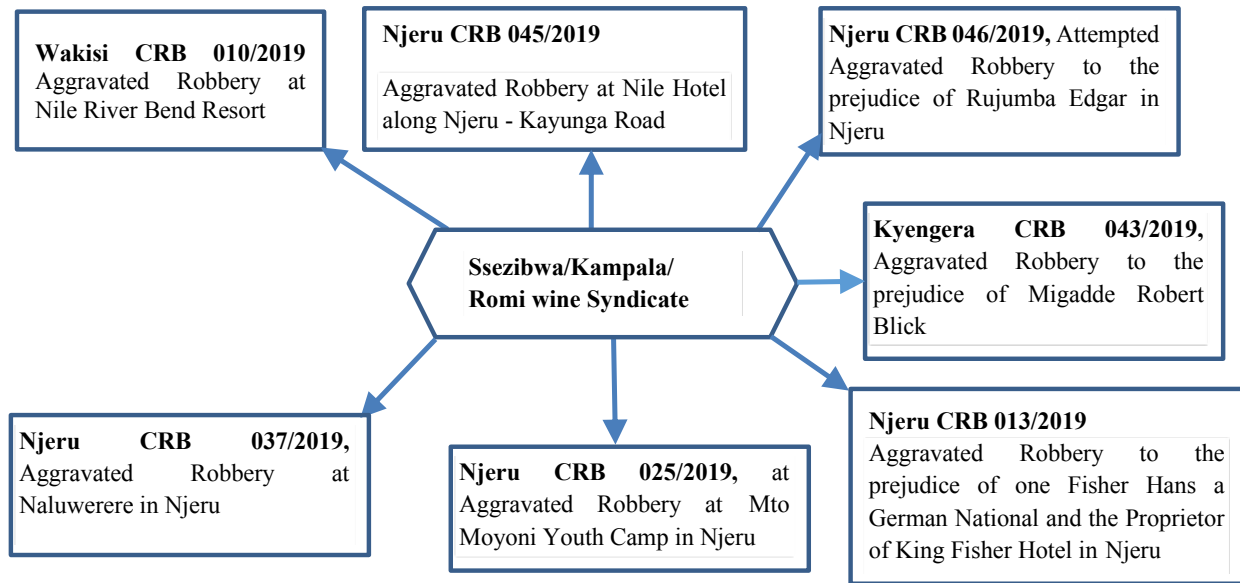 Wakisi CRB 010/2019
Aggravated Robbery at
Nile River Bend Resort
Njeru CRB 045/2019
Aggravated Robbery at Nile Hotel
along Njeru - Kayunga Road
Njeru CRB 046/2019, Attempted
Aggravated Robbery to the
prejudice of Rujumba Edgar in
Njeru
Ssezibwa/Kampala/
Romi wine Syndicate
Kyengera CRB 043/2019,
Aggravated Robbery to the
prejudice of Migadde Robert
Blick
Njeru CRB 037/2019,
Aggravated Robbery at
Naluwerere in Njeru
Njeru CRB 025/2019, at
Aggravated Robbery at Mto
Moyoni Youth Camp in Njeru
Njeru CRB 013/2019
Aggravated Robbery to the
prejudice of one Fisher Hans a
German National and the Proprietor
of King Fisher Hotel in Njeru